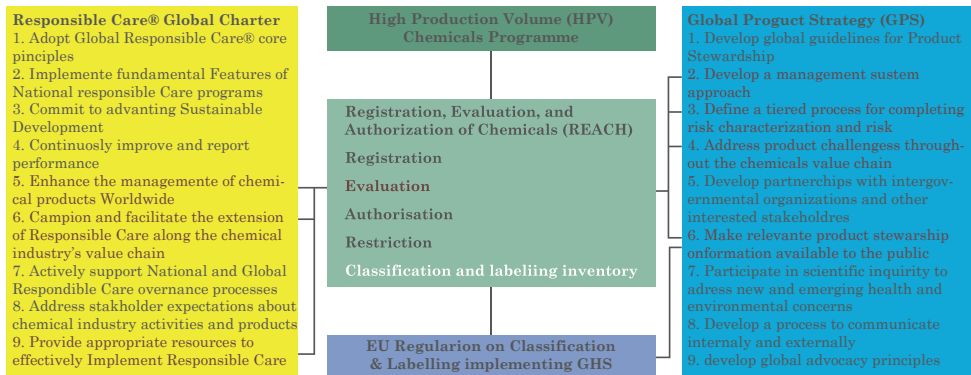 Responsible Care® Global Charter
1. Adopt Global Responsible Care® core
pinciples
2. Implemente fundamental Features of
National responsible Care programs
3. Commit to advanting Sustainable
Development
4. Continuosly improve and report
performance
5. Enhance the managemente of chemi-
cal products Worldwide
6. Campion and facilitate the extension
of Responsible Care along the chemical
industry's value chain
7. Actively support National and Global
Respondible Care overnance processes
8. Address stakholder expectations about
chemical industry activities and products
9. Provide appropriate resources to
effectively Implement Responsible Care
High Production Volume (HPV)
Chemicals Programme
Registration, Evaluation, and
Authorization of Chemicals (REACH)
Registration
Evaluation
Authorisation
Restriction
Classification and labeliing inventory
EU Regularion on Classification
& Labelling implementing GHS
Global Proguct Strategy (GPS)
1. Develop global guidelines for Product
Stewardship
2. Develop a management sustem
approach
3. Define a tiered process for completing
risk characterization and risk
4. Address product challengess through-
out the chemicals value chain
5. Develop partnerchips with intergov-
ernmental organizations and other
interested stakeholdres
6. Make relevante product stewarship
onformation available to the public
7. Participate in scientific inquirity to
adress new and emerging health and
environmental concerns
8. Develop a process to communicate
internaly and externally
9. develop global advocacy principles